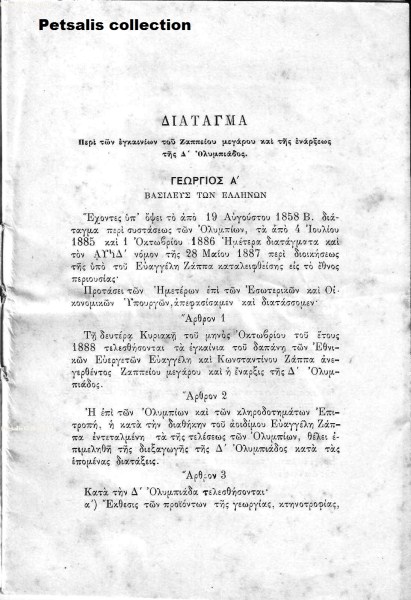 Petsalis collection
ΔΙΑΤΑΓΜΑ
Περὶ τῶν ἐγκαινίων τοῦ Ζαππείου μεγάρου καὶ τῆς ἐνάρξεως
τῆς Δ΄ Ὀλυμπιάδος.
ΓΕΩΡΓΙΟΣ Α΄
ΒΑΣΙΛΕΥΣ ΤΩΝ ΕΛΛΗΝΩΝ
Ἔχοντες ὑπ' ὄψει τὸ ἀπὸ 19 Αὐγούστου 1858 Β. διά-
ταγμα περὶ συστάσεως τῶν Ὀλυμπίων, τὰ ἀπὸ 4 Ἰουλίου
1885 καὶ 1 Ὀκτωβρίου 1886 Ἡμέτερα διατάγματα καὶ
τὸν ΑΥϞΔ΄ νόμον τῆς 28 Μαίου 1887 περὶ διοικήσεως
τῆς ὑπὸ τοῦ Εὐαγγέλη Ζάππα καταλειφθείσης εἰς τὸ ἔθνος
περιουσίας·
Προτάσει τῶν Ἡμετέρων ἐπὶ τῶν Ἐσωτερικῶν καὶ Οἰ-
κονομικῶν Ὑπουργῶν, ἀπεφασίσαμεν καὶ διατάσσομεν·
Ἄρθρον 1
Τῇ δευτέρᾳ Κυριακῇ τοῦ μηνὸς Ὀκτωβρίου τοῦ ἔτους
1888 τελεσθήσονται τὰ ἐγκαίνια τοῦ δαπάνῃ τῶν Ἐθνι-
κῶν Εὐεργετῶν Εὐαγγέλη καὶ Κωνσταντίνου Ζάππα ἀνε-
γερθέντος Ζαππείου μεγάρου καὶ ἡ ἔναρξις τῆς Δ΄ Ὀλυμ-
πιάδος.
Ἄρθρον 2
Ἡ ἐπὶ τῶν Ὀλυμπίων καὶ τῶν κληροδοτημάτων Ἐπι-
τροπή, ἡ κατὰ τὴν διαθήκην τοῦ ἀοιδίμου Εὐαγγέλη Ζάπ-
πα ἐντεταλμένη τὰ τῆς τελέσεως τῶν Ὀλυμπίων, θέλει ἐ-
πιμεληθῆ τῆς διεξαγωγῆς τῆς Δ΄ Ὀλυμπιάδος κατὰ τὰς
ἑπομένας διατάξεις.
Ἄρθρον 3
Κατὰ τὴν Δ΄ Ὀλυμπιάδα τελεσθήσονται·
α΄) Ἔκθεσις τῶν προϊόντων τῆς γεωργίας, κτηνοτροφίας,